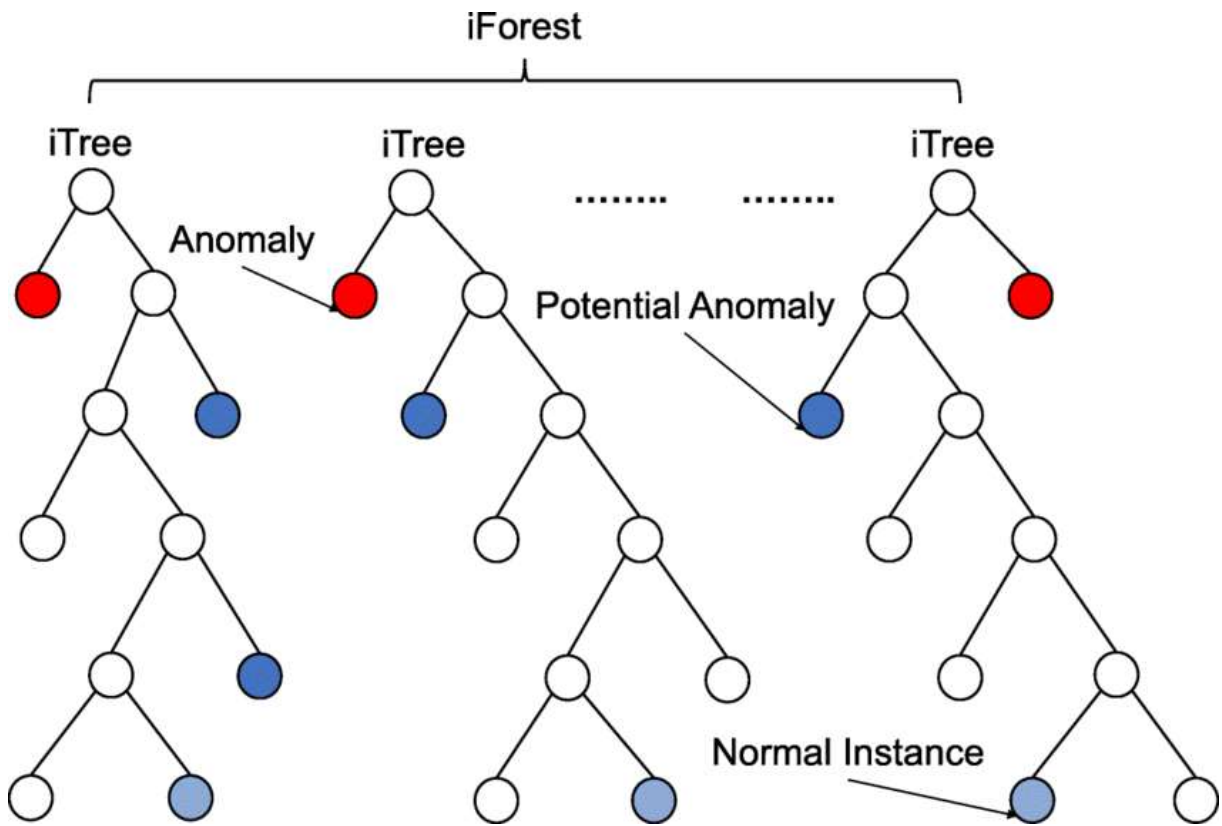 iForest
iTree
iTree
iTree
........
........
Anomaly
Potential Anomaly
Normal Instance